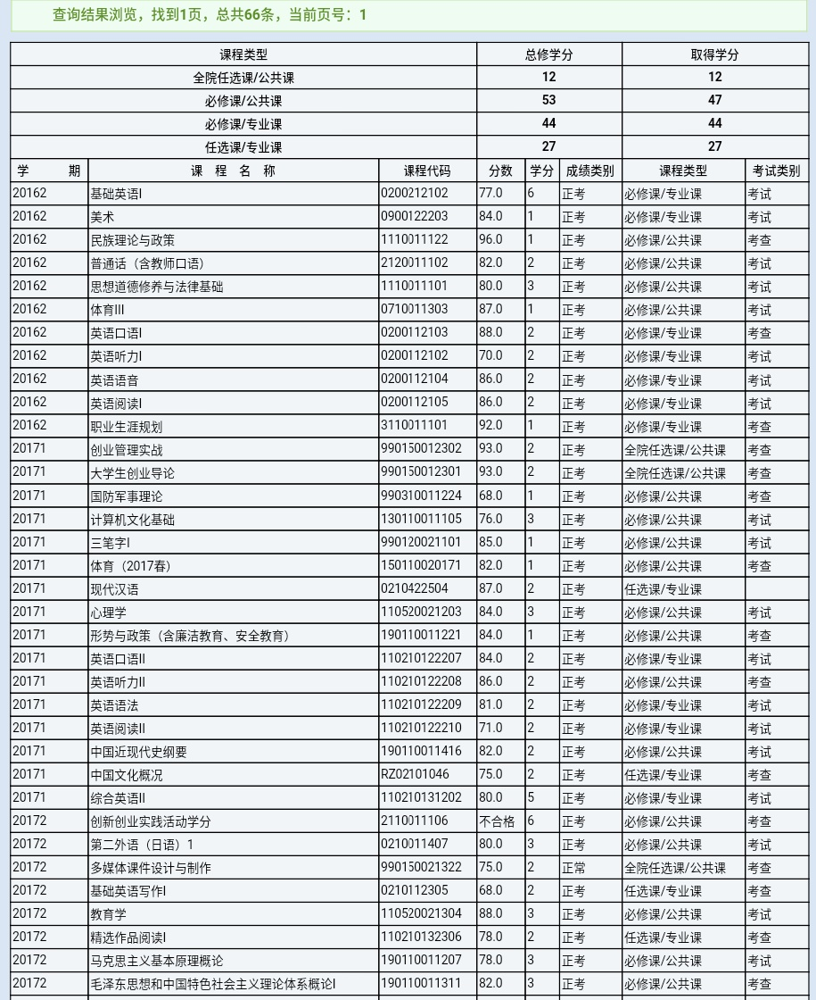 查询结果浏览，找到1页，总共66条，当前页号：1
课程类型 总修学分 取得学分
全院任选课/公共课 12 12
必修课/公共课 53 47
必修课/专业课 44 44
任选课/专业课 27 27
学 期 课 程 名 称 课程代码 分数 学分 成绩类别 课程类型 考试类别
20162 基础英语I 0200212102 77.0 6 正考 必修课/专业课 考试
20162 美术 0900122203 84.0 1 正考 必修课/专业课 考试
20162 民族理论与政策 1110011122 96.0 1 正考 必修课/公共课 考查
20162 普通话（含教师口语） 2120011102 82.0 2 正考 必修课/公共课 考试
20162 思想道德修养与法律基础 1110011101 80.0 3 正考 必修课/公共课 考试
20162 体育III 0710011303 87.0 1 正考 必修课/公共课 考试
20162 英语口语I 0200112103 88.0 2 正考 必修课/专业课 考查
20162 英语听力I 0200112102 70.0 2 正考 必修课/专业课 考试
20162 英语语音 0200112104 86.0 2 正考 必修课/专业课 考试
20162 英语阅读I 0200112105 86.0 2 正考 必修课/专业课 考试
20162 职业生涯规划 3110011101 92.0 1 正考 必修课/专业课 考查
20171 创业管理实战 990150012302 93.0 2 正考 全院任选课/公共课 考查
20171 大学生创业导论 990150012301 93.0 2 正考 全院任选课/公共课 考查
20171 国防军事理论 990310011224 68.0 1 正考 必修课/公共课 考查
20171 计算机文化基础 130110011105 76.0 3 正考 必修课/公共课 考试
20171 三笔字I 990120021101 85.0 1 正考 必修课/公共课 考试
20171 体育（2017春） 150110020171 82.0 1 正考 必修课/公共课 考查
20171 现代汉语 0210422504 87.0 2 正考 任选课/专业课
20171 心理学 110520021203 84.0 3 正考 必修课/公共课 考试
20171 形势与政策（含廉洁教育、安全教育） 190110011221 84.0 1 正考 必修课/公共课 考查
20171 英语口语II 110210122207 84.0 2 正考 必修课/专业课 考试
20171 英语听力II 110210122208 86.0 2 正考 必修课/专业课 考查
20171 英语语法 110210122209 81.0 2 正考 必修课/专业课 考试
20171 英语阅读II 110210122210 71.0 2 正考 必修课/专业课 考试
20171 中国近现代史纲要 190110011416 82.0 2 正考 必修课/公共课 考试
20171 中国文化概况 RZ02101046 75.0 2 正考 任选课/专业课 考查
20171 综合英语II 110210131202 80.0 5 正考 必修课/专业课 考试
20172 创新创业实践活动学分 2110011106 不合格 6 正考 必修课/公共课 考查
20172 第二外语（日语）1 0210011407 80.0 3 正考 必修课/公共课 考试
20172 多媒体课件设计与制作 990150021322 75.0 2 正常 全院任选课/公共课 考查
20172 基础英语写作I 0210112305 68.0 2 正考 任选课/专业课 考查
20172 教育学 110520021304 88.0 3 正考 必修课/公共课 考试
20172 精选作品阅读I 110210132306 78.0 2 正考 任选课/专业课 考查
20172 马克思主义基本原理概论 190110011207 78.0 3 正考 必修课/公共课 考试
20172 毛泽东思想和中国特色社会主义理论体系概论I 190110011311 82.0 3 正考 必修课/公共课 考查